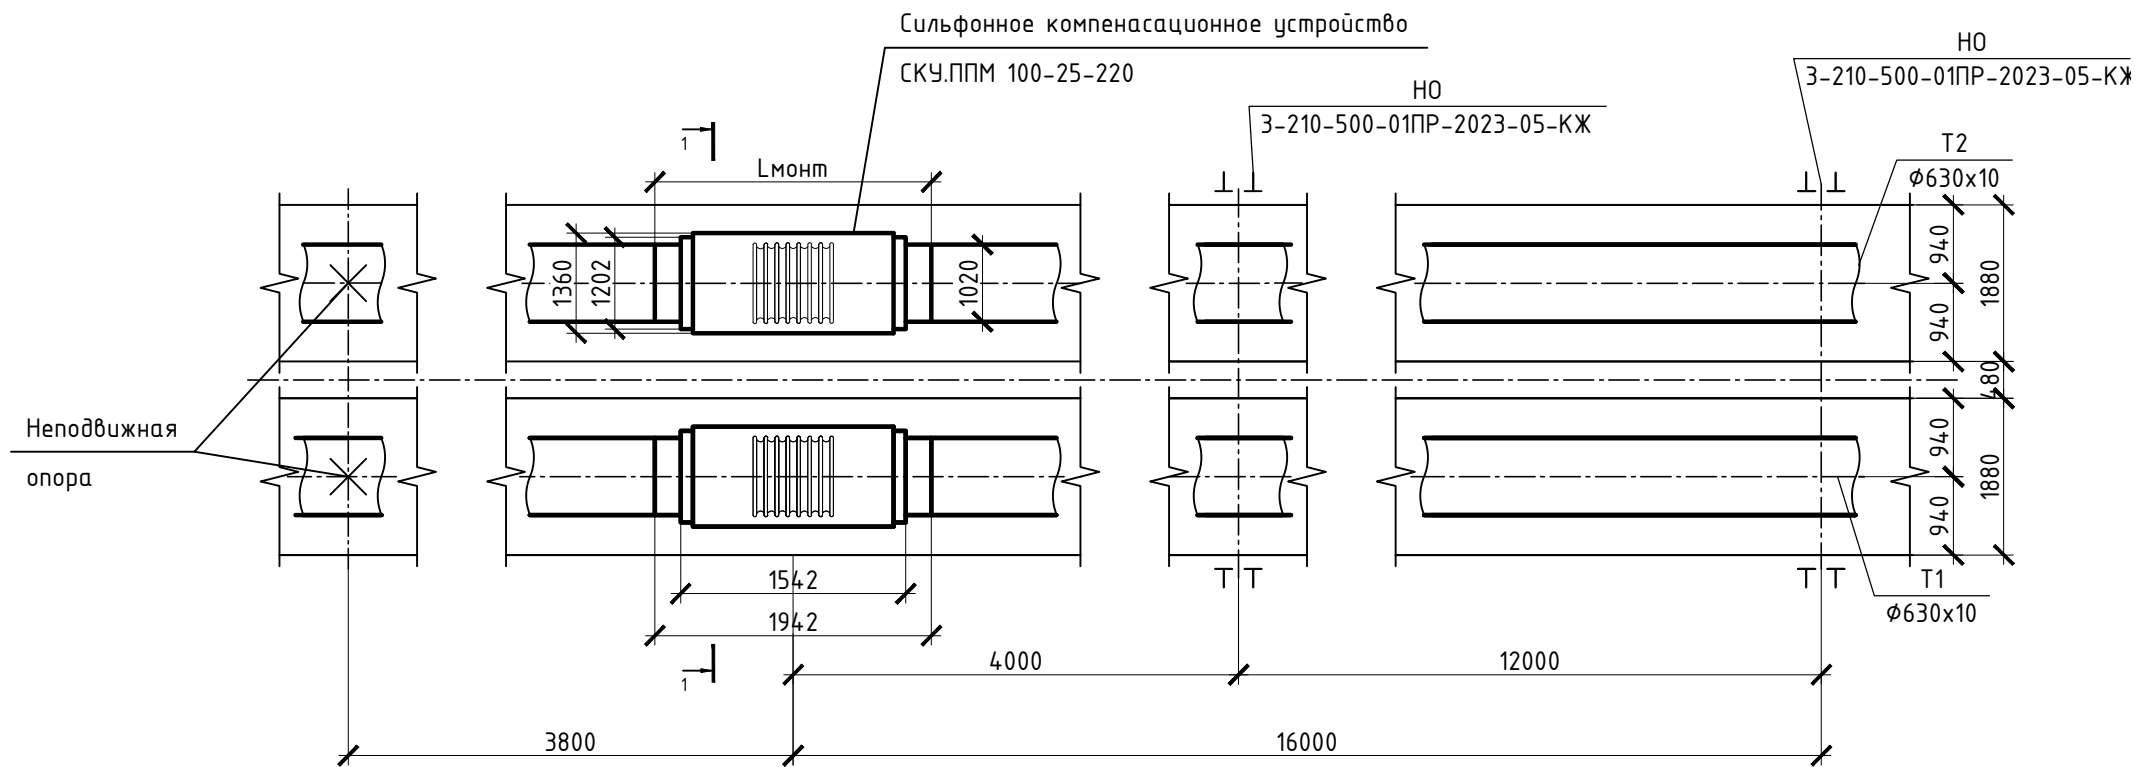 Сильфонное компенасационное устройство
СКУ.ППМ 100-25-220
НО
3-210-500-01ПР-2023-05-КЖ
НО
3-210-500-01ПР-2023-05-КЖ
Т2
Ф630х10
1
Lмонт
1360
1202
1020
940
1880
940
480
Неподвижная
опора
940
1880
940
1542
1942
Т1
Ф630х10
1
4000
12000
3800
16000